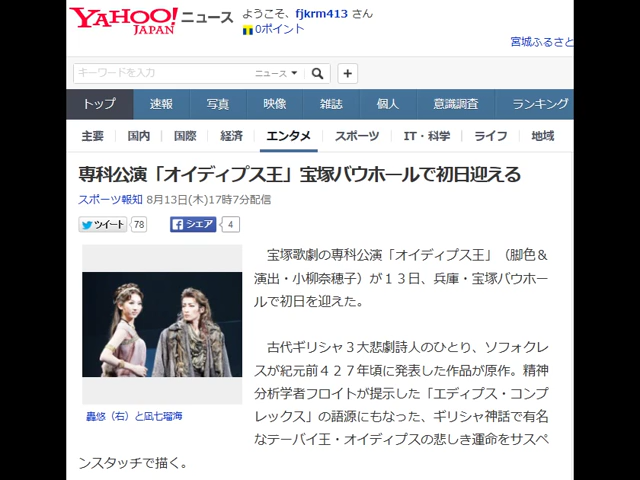 YAHOO! JAPAN ニュース
ようこそ、fjkrm413 さん
0ポイント
宮城ふるさと
キーワードを入力 ニュース
トップ 速報 写真 映像 雑誌 個人 意識調査 ランキング
主要 国内 国際 経済 エンタメ スポーツ IT・科学 ライフ 地域
専科公演「オイディプス王」宝塚バウホールで初日迎える
スポーツ報知 8月13日(木)17時7分配信
ツイート 78 シェア 4
宝塚歌劇の専科公演「オイディプス王」（脚色＆
演出・小柳奈穂子）が１３日、兵庫・宝塚バウホー
ルで初日を迎えた。
古代ギリシャ３大悲劇詩人のひとり、ソフォクレ
スが紀元前４２７年頃に発表した作品が原作。精神
分析学者フロイトが提示した「エディプス・コンプ
レックス」の語源にもなった、ギリシャ神話で有名
なテーバイ王・オイディプスの悲しき運命をサスペ
ンスタッチで描く。
轟悠（右）と凪七瑠海